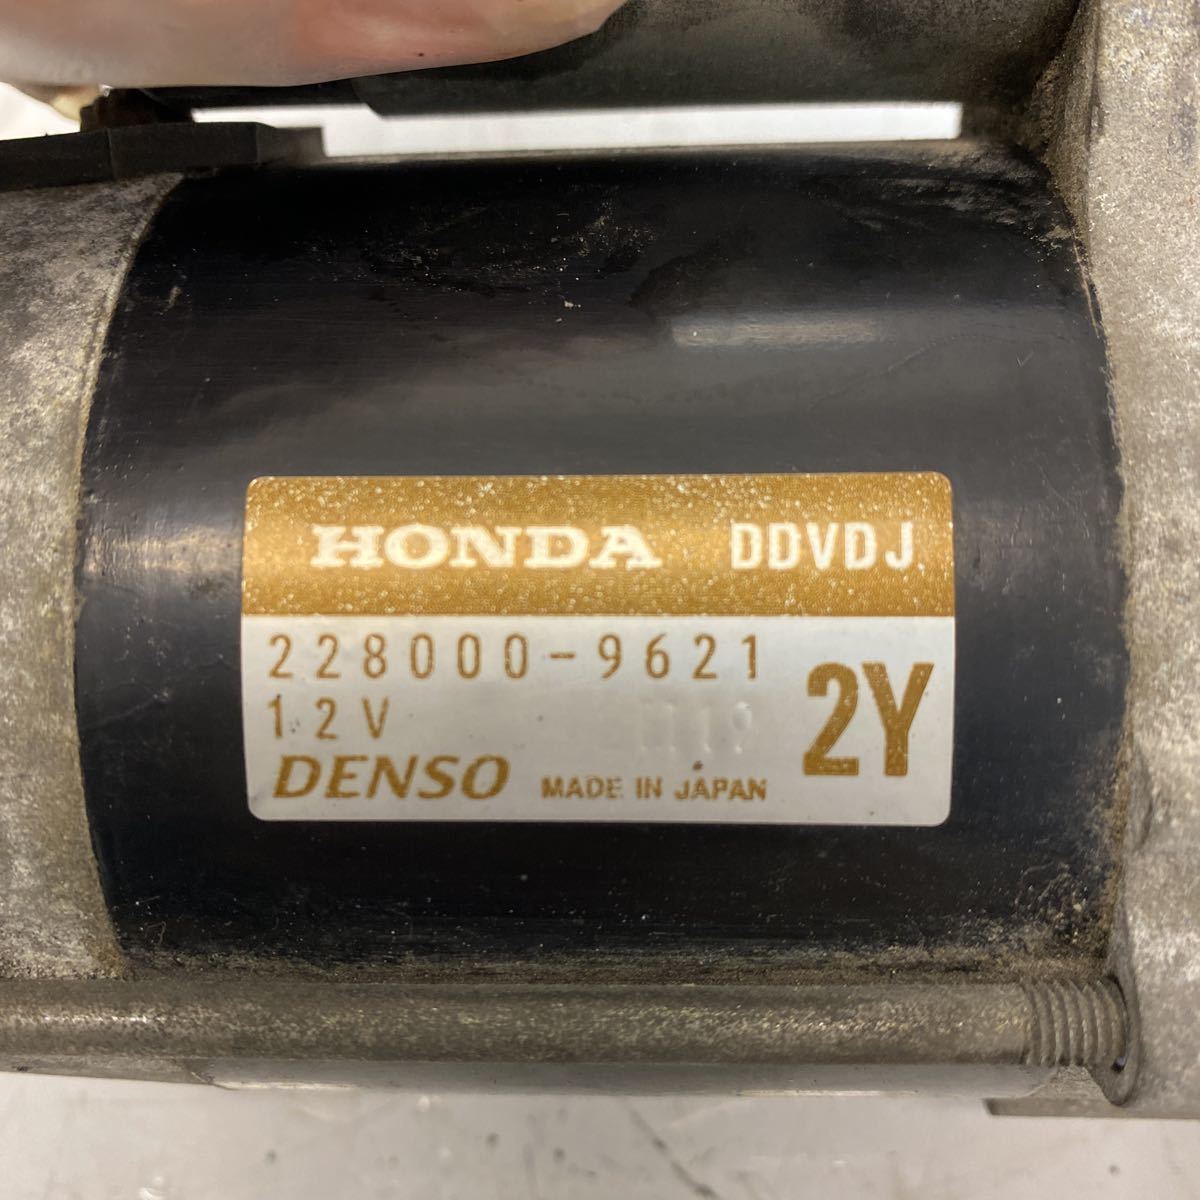 HONDA DDVDJ
228000-9621
12V
2Y
DENSO MADE IN JAPAN